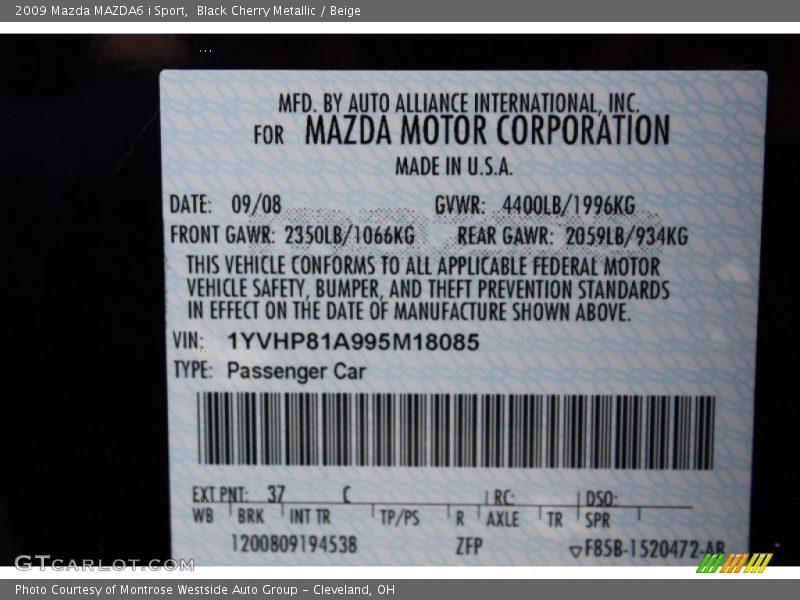 2009 Mazda MAZDA6 i Sport,  Black Cherry Metallic / Beige
MFD. BY AUTO ALLIANCE INTERNATIONAL, INC.
FOR MAZDA MOTOR CORPORATION
MADE IN U.S.A.
DATE: 09/08 GVWR: 4400LB/1996KG
FRONT GAWR: 2350LB/1066KG REAR GAWR: 2059LB/934KG
THIS VEHICLE CONFORMS TO ALL APPLICABLE FEDERAL MOTOR
VEHICLE SAFETY, BUMPER, AND THEFT PREVENTION STANDARDS
IN EFFECT ON THE DATE OF MANUFACTURE SHOWN ABOVE.
VIN: 1YVHP81A995M18085
TYPE: Passenger Car
EXT PNT: 37 C RC: DSO:
WB BRK INT TR TP/PS R AXLE TR SPR
1200809194538 ZFP ▽F85B-1520472-AB
GTCarLot.com
Photo Courtesy of Montrose Westside Auto Group - Cleveland, OH